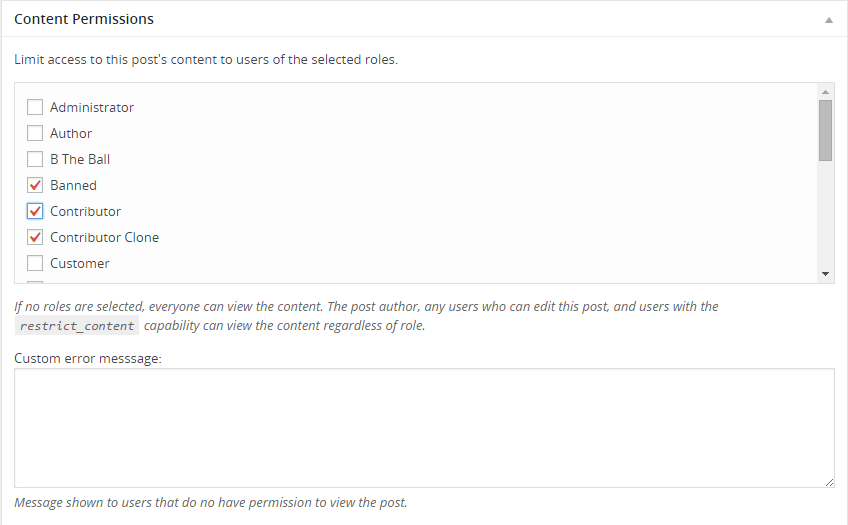 Content Permissions
Limit access to this post's content to users of the selected roles.
Administrator
Author
B The Ball
Banned
Contributor
Contributor Clone
Customer
If no roles are selected, everyone can view the content. The post author, any users who can edit this post, and users with the
restrict_content capability can view the content regardless of role.
Custom error messsage:
Message shown to users that do no have permission to view the post.